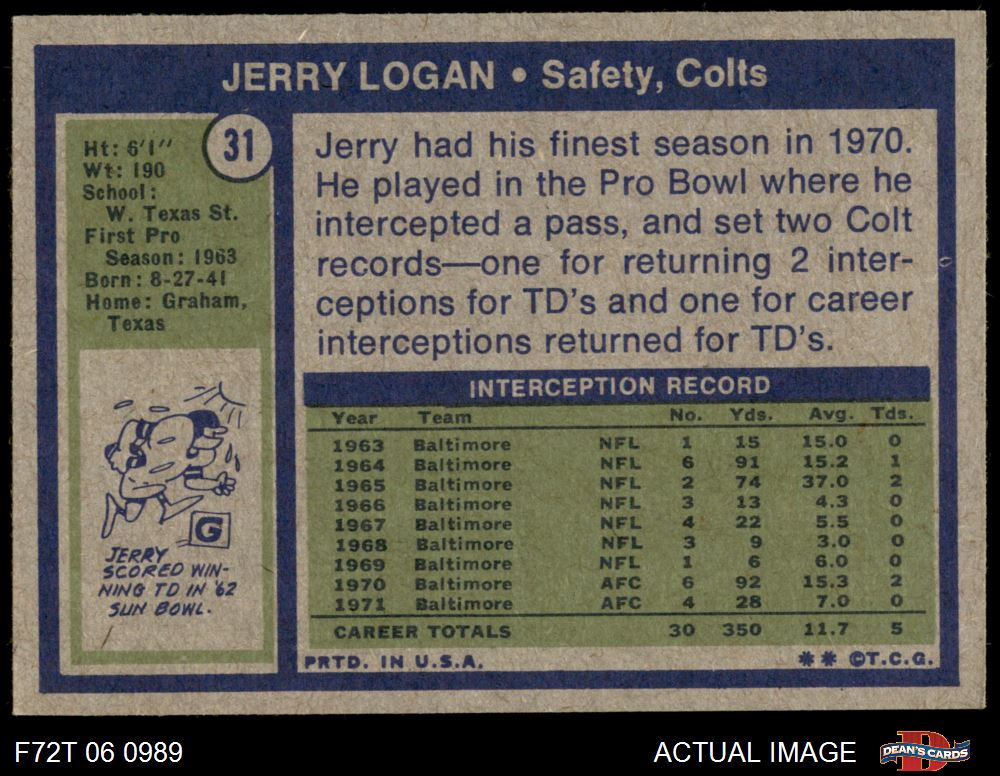 JERRY LOGAN • Safety, Colts
31
Ht: 6'1"
Wt: 190
School:
W. Texas St.
First Pro
Season: 1963
Born: 8-27-41
Home: Graham,
Texas
G
JERRY
SCORED WIN-
NING TD IN '62
SUN BOWL.
Jerry had his finest season in 1970.
He played in the Pro Bowl where he
intercepted a pass, and set two Colt
records—one for returning 2 inter-
ceptions for TD's and one for career
interceptions returned for TD's.
INTERCEPTION RECORD
Year Team No. Yds. Avg. Tds.
1963 Baltimore NFL 1 15 15.0 0
1964 Baltimore NFL 6 91 15.2 1
1965 Baltimore NFL 2 74 37.0 2
1966 Baltimore NFL 3 13 4.3 0
1967 Baltimore NFL 4 22 5.5 0
1968 Baltimore NFL 3 9 3.0 0
1969 Baltimore NFL 1 6 6.0 0
1970 Baltimore AFC 6 92 15.3 2
1971 Baltimore AFC 4 28 7.0 0
CAREER TOTALS 30 350 11.7 5
PRTD. IN U.S.A. ** ©T.C.G.
F72T 06 0989 ACTUAL IMAGE
D
DEAN'S CARDS